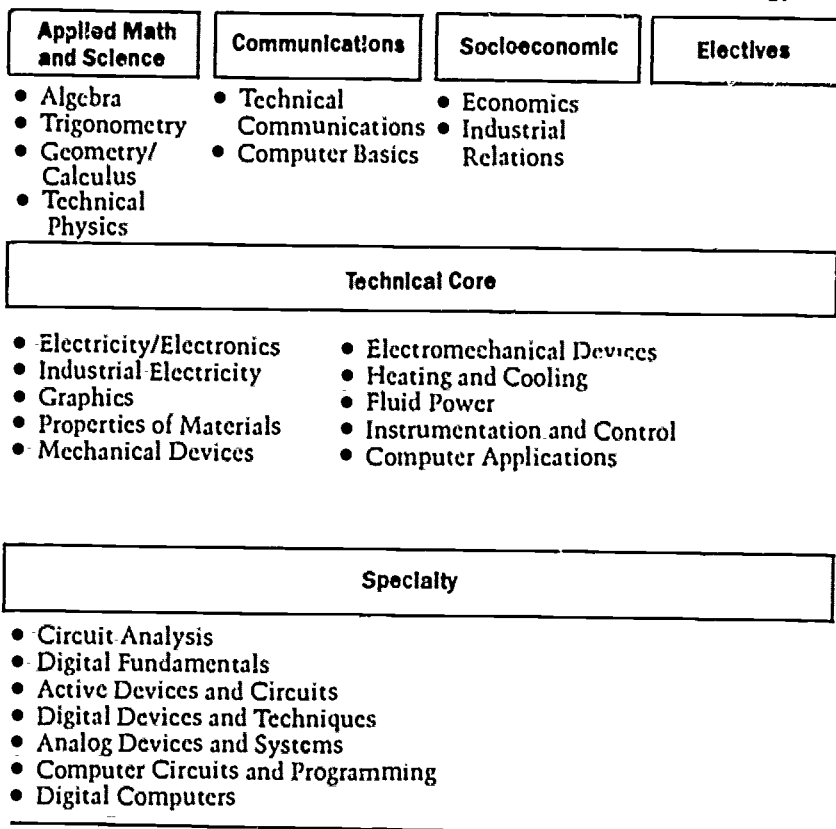 Applied Math
and Science
Communications
Socioeconomic
Electives
• Algebra
• Trigonometry
• Geometry/
Calculus
• Technical
Physics
• Technical
Communications
• Computer Basics
• Economics
• Industrial
Relations
Technical Core
• Electricity/Electronics
• Industrial Electricity
• Graphics
• Properties of Materials
• Mechanical Devices
• Electromechanical Devices
• Heating and Cooling
• Fluid Power
• Instrumentation and Control
• Computer Applications
Specialty
• Circuit Analysis
• Digital Fundamentals
• Active Devices and Circuits
• Digital Devices and Techniques
• Analog Devices and Systems
• Computer Circuits and Programming
• Digital Computers